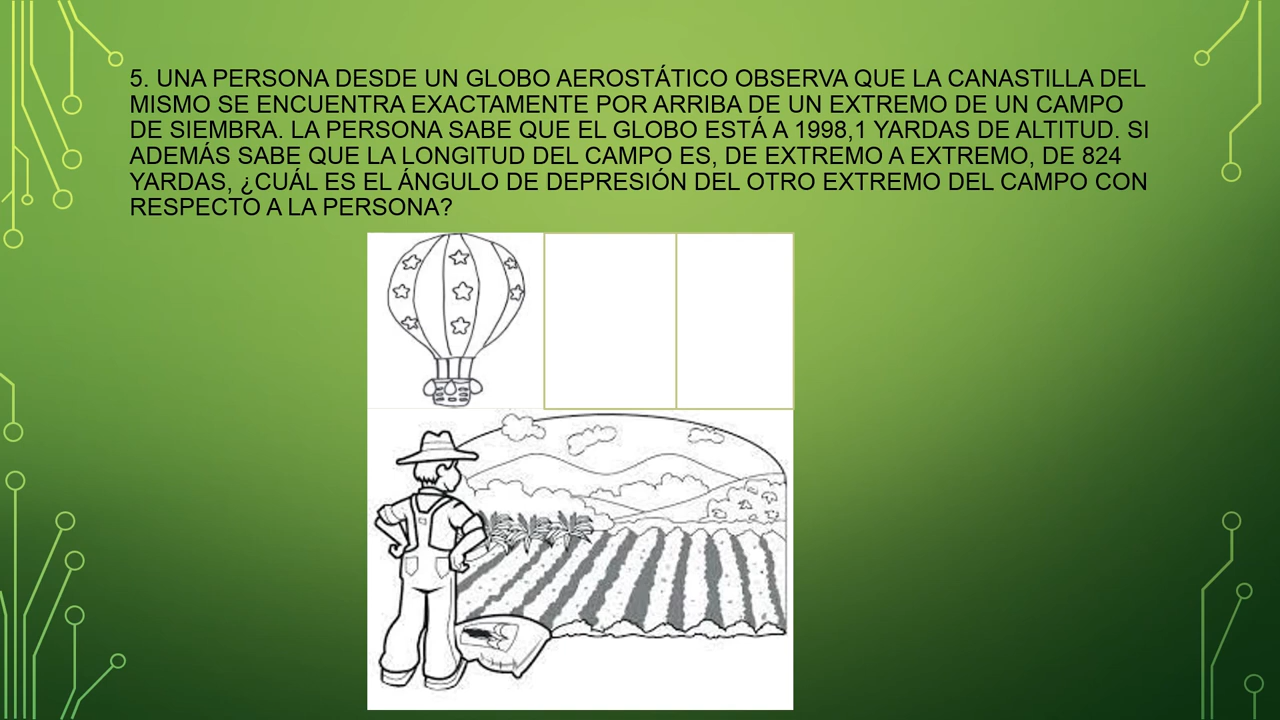 5. UNA PERSONA DESDE UN GLOBO AEROSTÁTICO OBSERVA QUE LA CANASTILLA DEL
MISMO SE ENCUENTRA EXACTAMENTE POR ARRIBA DE UN EXTREMO DE UN CAMPO
DE SIEMBRA. LA PERSONA SABE QUE EL GLOBO ESTÁ A 1998,1 YARDAS DE ALTITUD. SI
ADEMÁS SABE QUE LA LONGITUD DEL CAMPO ES, DE EXTREMO A EXTREMO, DE 824
YARDAS, ¿CUÁL ES EL ÁNGULO DE DEPRESIÓN DEL OTRO EXTREMO DEL CAMPO CON
RESPECTO A LA PERSONA?